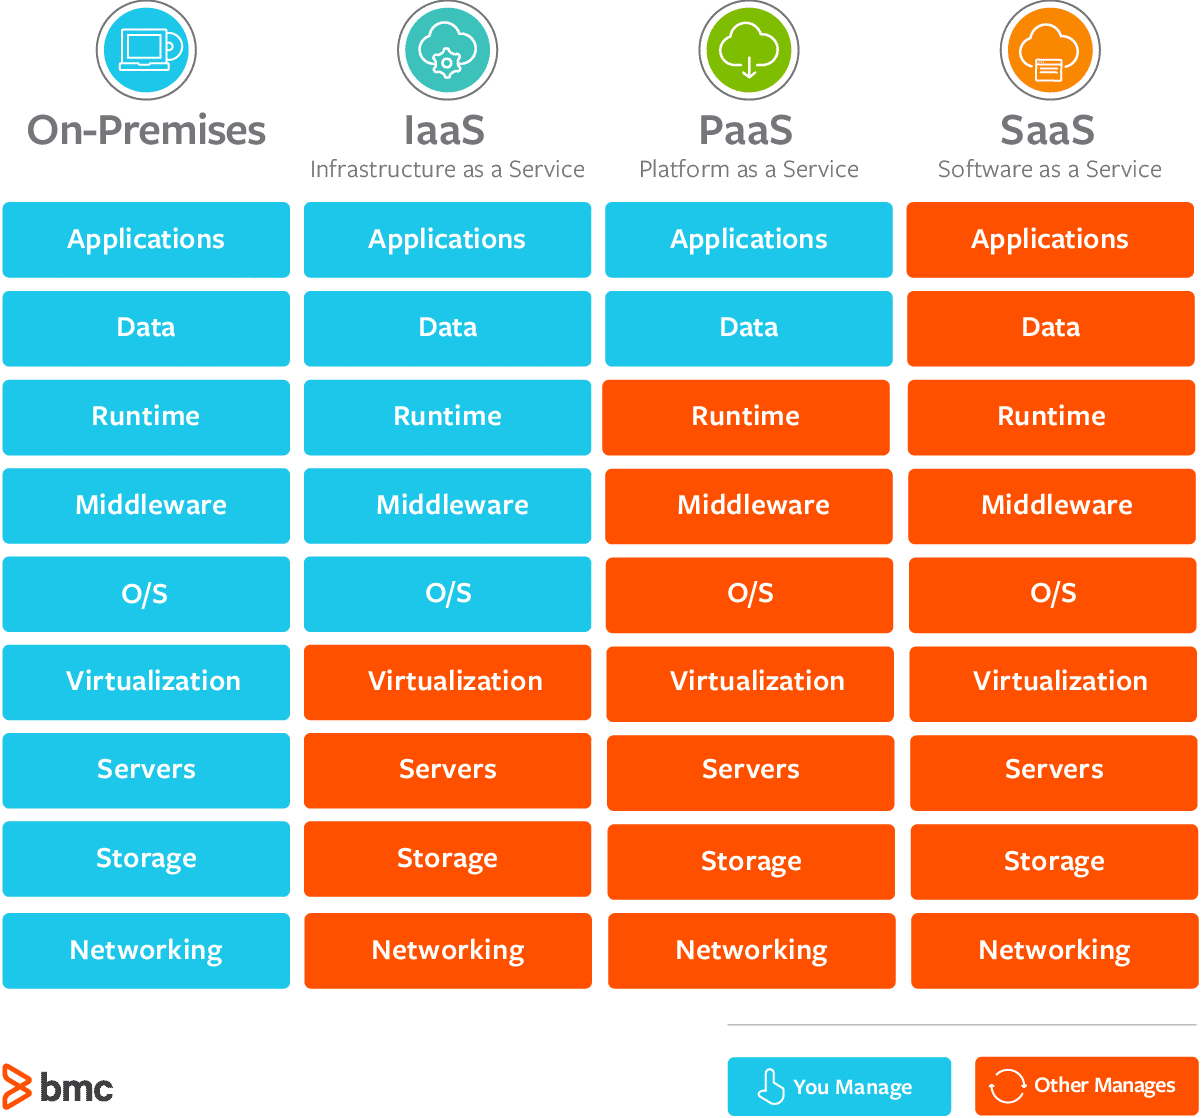 On-Premises
IaaS
PaaS
SaaS
Infrastructure as a Service
Platform as a Service
Software as a Service
Applications
Applications
Applications
Applications
Data
Data
Data
Data
Runtime
Runtime
Runtime
Runtime
Middleware
Middleware
Middleware
Middleware
O/S
O/S
O/S
O/S
Virtualization
Virtualization
Virtualization
Virtualization
Servers
Servers
Servers
Servers
Storage
Storage
Storage
Storage
Networking
Networking
Networking
Networking
bmc
You Manage
Other Manages